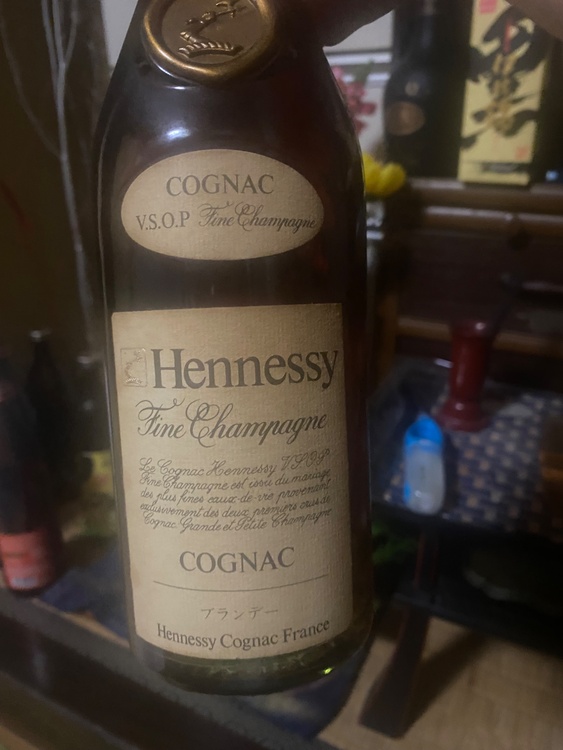 COGNAC
V.S.O.P Fine Champagne
Hennessy
Fine Champagne
Le Cognac Hennessy V.S.O.P
Fine Champagne est issu du mariage
des plus fines eaux-de-vie provenant
exclusivement des deux premiers crus de
Cognac Grande et Petite Champagne
COGNAC
ブランデー
Hennessy Cognac France